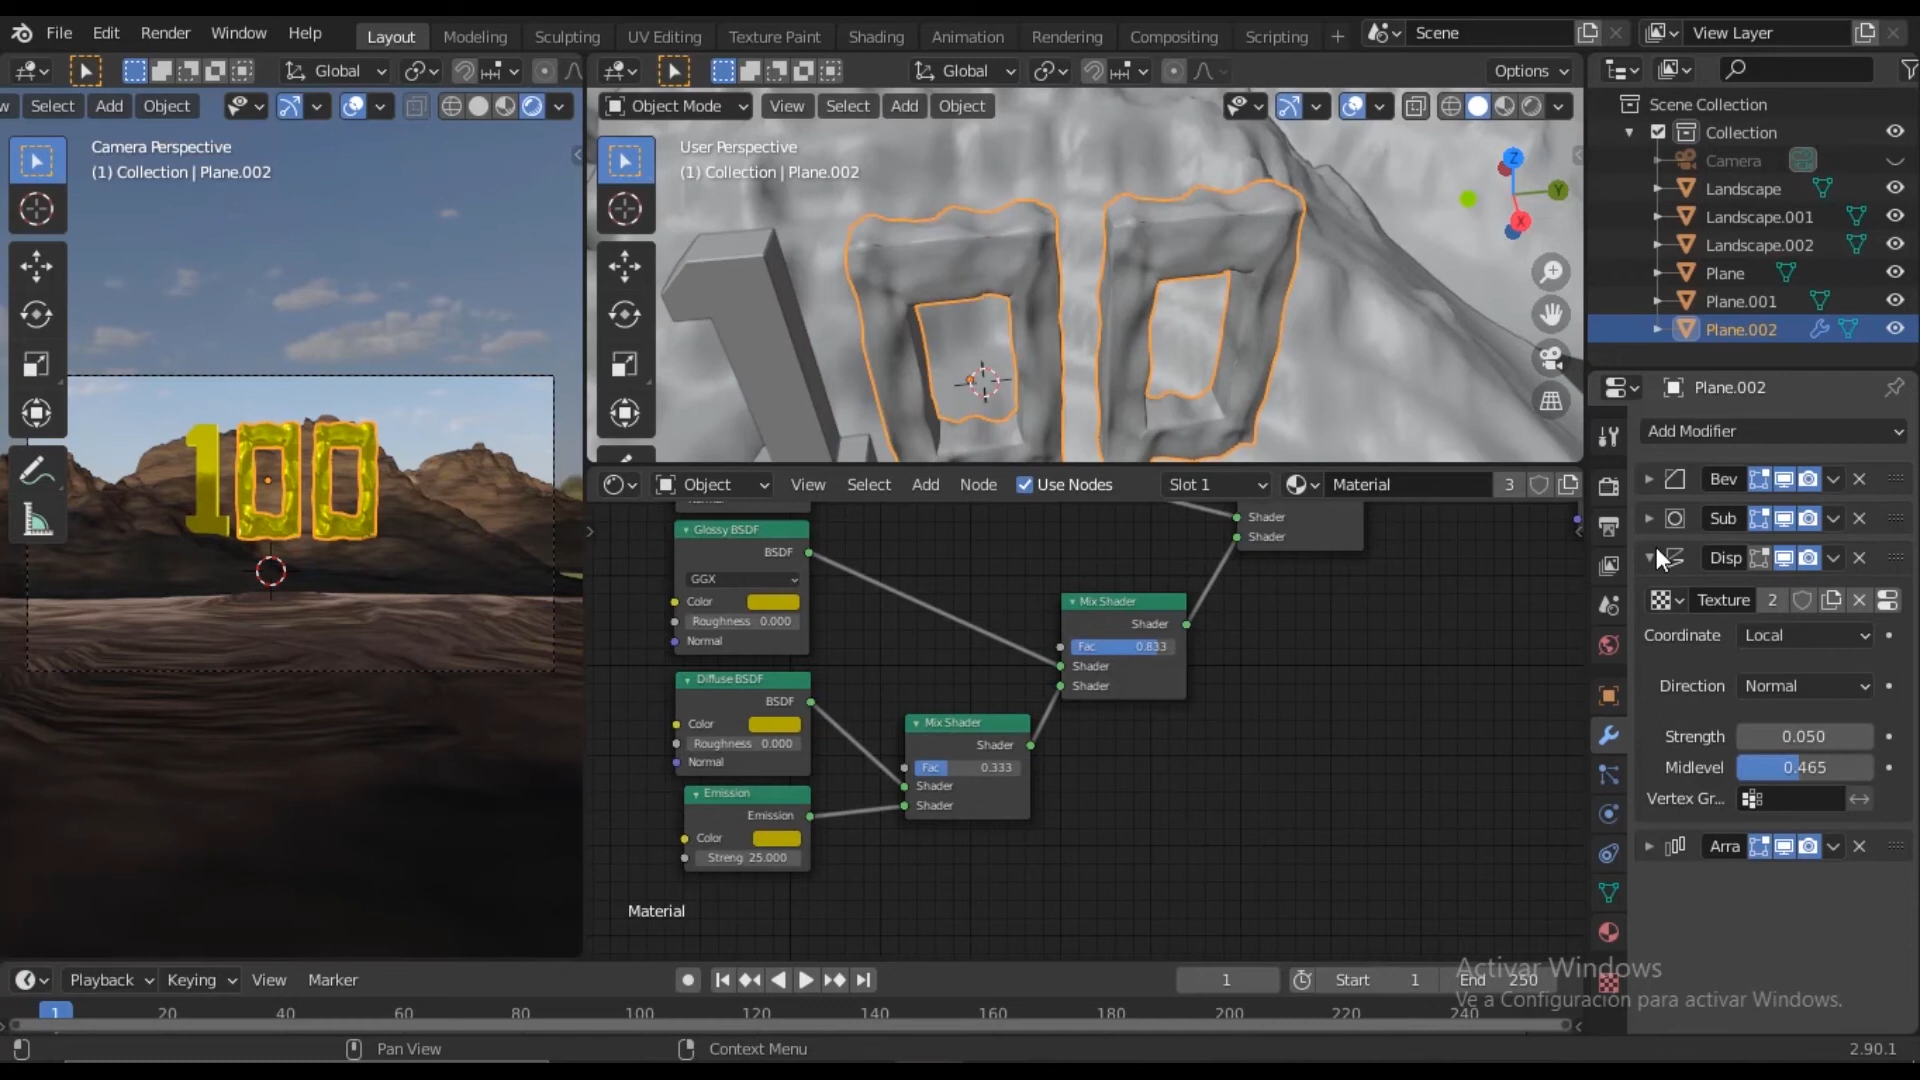 File Edit Render Window Help Layout Modeling Sculpting UV Editing Texture Paint Shading Animation Rendering Compositing Scripting + Scene View Layer
Global Global Options
Select Add Object Object Mode View Select Add Object
Camera Perspective
(1) Collection | Plane.002
User Perspective
(1) Collection | Plane.002
Z
Y
X
100
Scene Collection
Collection
Camera
Landscape
Landscape.001
Landscape.002
Plane
Plane.001
Plane.002
Plane.002
Add Modifier
Bev
Sub
Disp
Texture 2
Coordinate Local
Direction Normal
Strength 0.050
Midlevel 0.465
Vertex Gr...
Arra
Object View Select Add Node Use Nodes Slot 1 Material 3
Glossy BSDF
BSDF
GGX
Color
Roughness 0.000
Normal
Diffuse BSDF
BSDF
Color
Roughness 0.000
Normal
Emission
Emission
Color
Streng 25.000
Mix Shader
Shader
Fac 0.333
Shader
Shader
Mix Shader
Shader
Fac 0.833
Shader
Shader
Shader
Shader
Material
Activar Windows
Ve a Configuración para activar Windows.
Playback Keying View Marker 1 Start 1 End 250
1 20 40 60 80 100 120 140 160 180 200 220 240
Pan View Context Menu 2.90.1